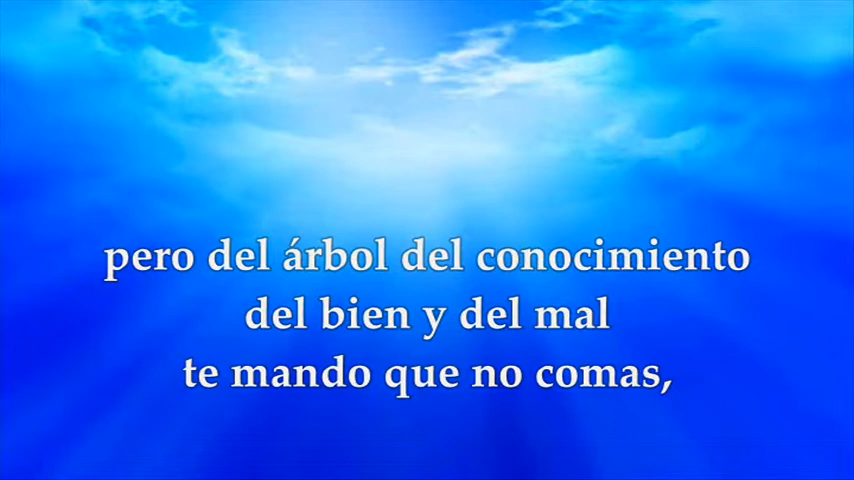 pero del árbol del conocimiento
del bien y del mal
te mando que no comas,